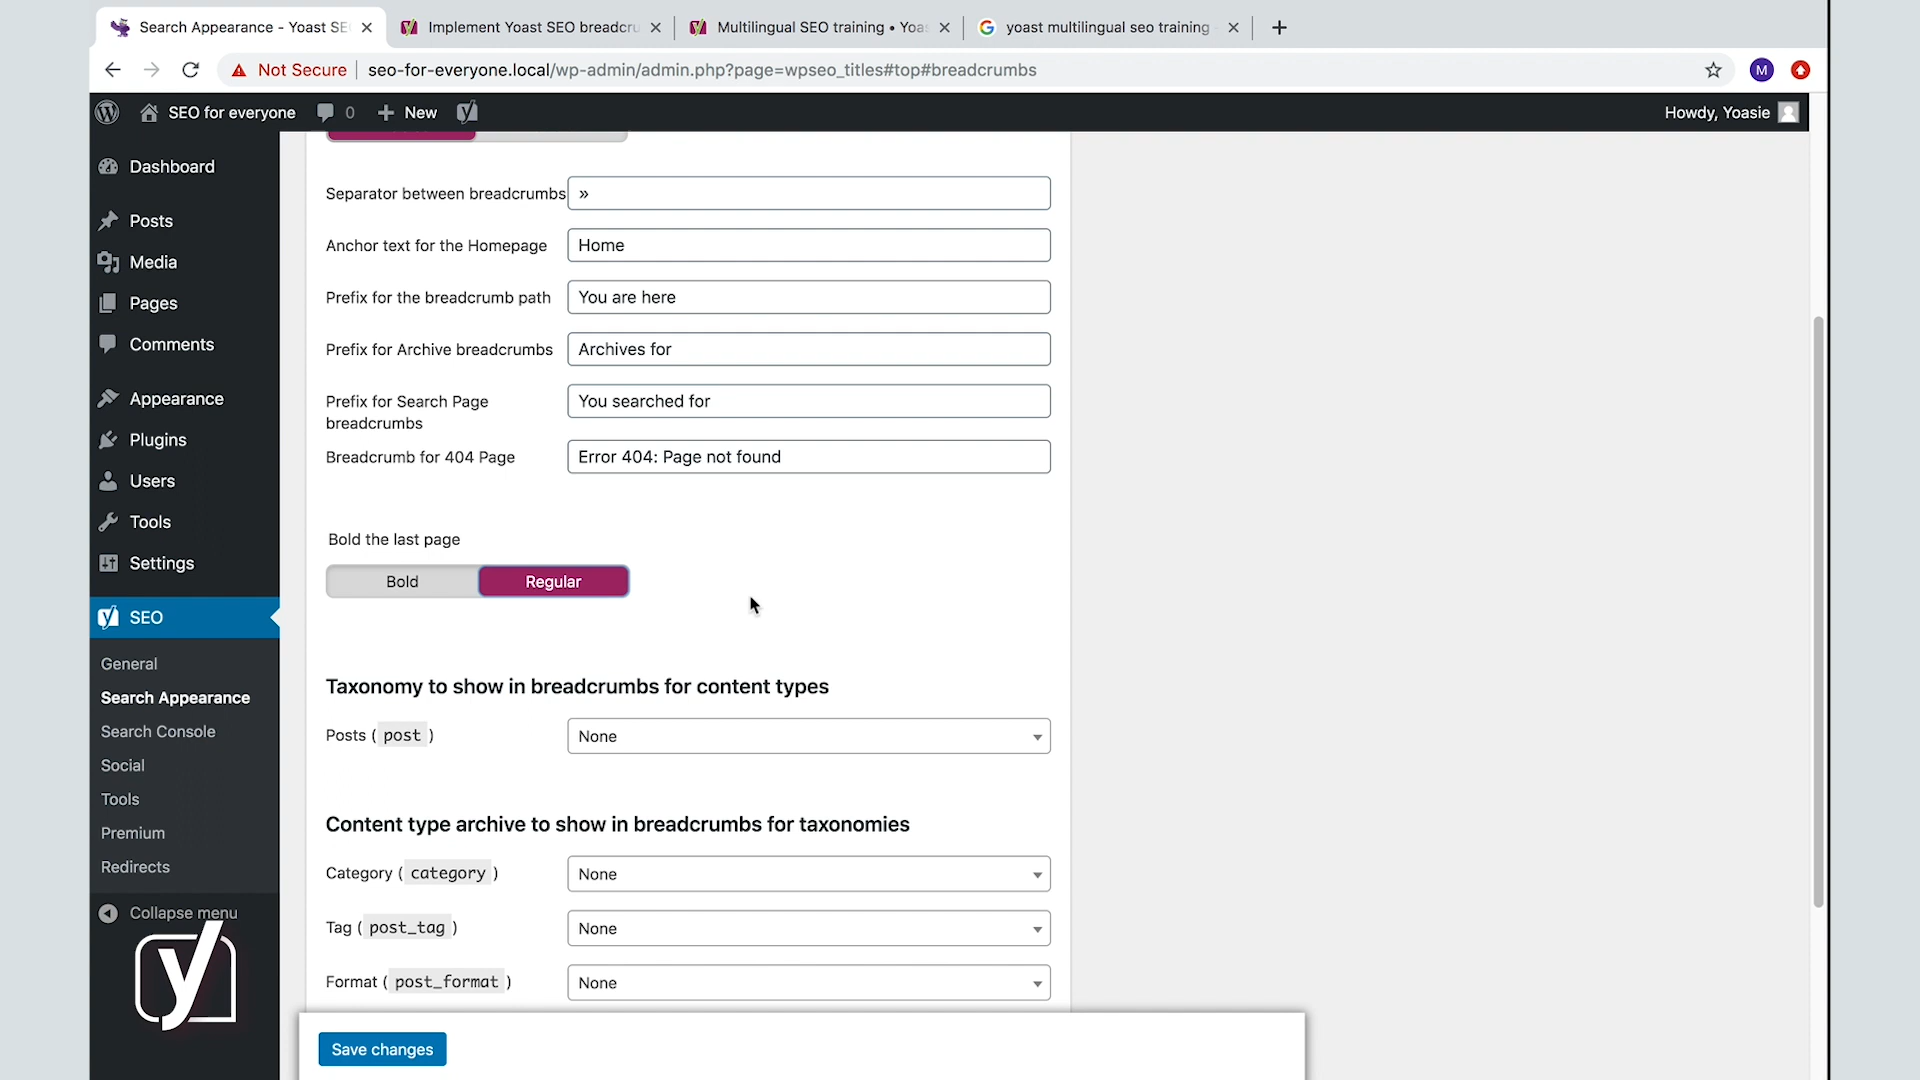 Search Appearance - Yoast SE
Implement Yoast SEO breadcru
Multilingual SEO training • Yoa
yoast multilingual seo training
Not Secure
seo-for-everyone.local/wp-admin/admin.php?page=wpseo_titles#top#breadcrumbs
M
SEO for everyone
0
New
Howdy, Yoasie
Dashboard
Posts
Media
Pages
Comments
Appearance
Plugins
Users
Tools
Settings
SEO
General
Search Appearance
Search Console
Social
Tools
Premium
Redirects
Collapse menu
Separator between breadcrumbs
»
Anchor text for the Homepage
Home
Prefix for the breadcrumb path
You are here
Prefix for Archive breadcrumbs
Archives for
Prefix for Search Page
breadcrumbs
You searched for
Breadcrumb for 404 Page
Error 404: Page not found
Bold the last page
Bold
Regular
Taxonomy to show in breadcrumbs for content types
Posts ( post )
None
Content type archive to show in breadcrumbs for taxonomies
Category ( category )
None
Tag ( post_tag )
None
Format ( post_format )
None
Save changes